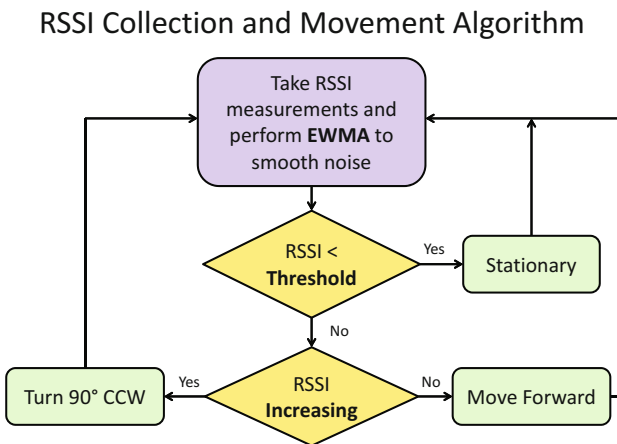 RSSI Collection and Movement Algorithm
Take RSSI
measurements and
perform EWMA to
smooth noise
RSSI <
Threshold
Yes
Stationary
No
RSSI
Increasing
Yes
Turn 90° CCW
No
Move Forward